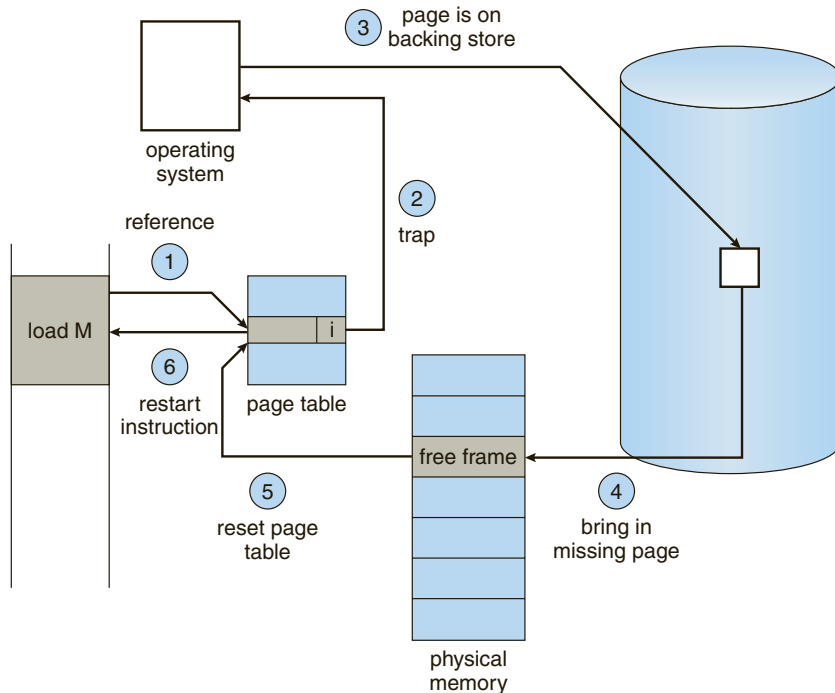 3
page is on
backing store
operating
system
2
trap
reference
1
load M
i
6
restart
instruction
page table
free frame
5
reset page
table
4
bring in
missing page
physical
memory